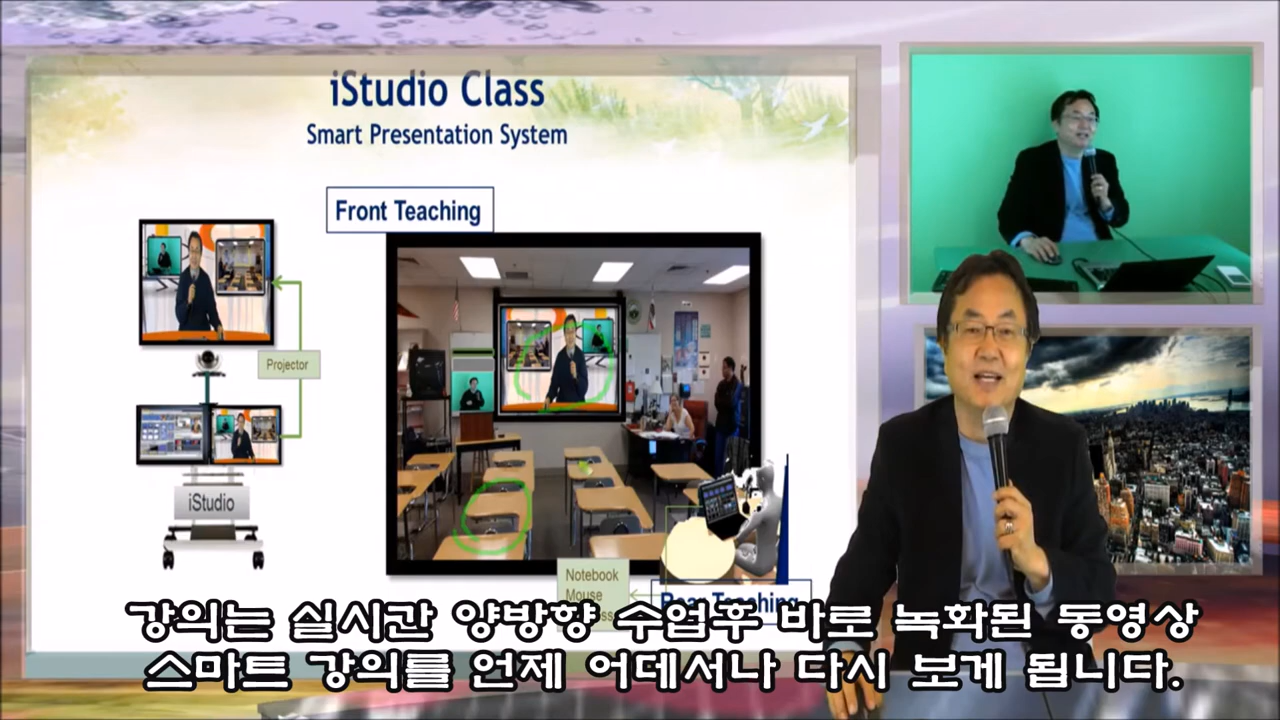 iStudio Class
Smart Presentation System
Front Teaching
Projector
iStudio
Notebook
Mouse
Rear Teaching
강의는 실시간 양방향 수업후 바로 녹화된 동영상
스마트 강의를 언제 어데서나 다시 보게 됩니다.